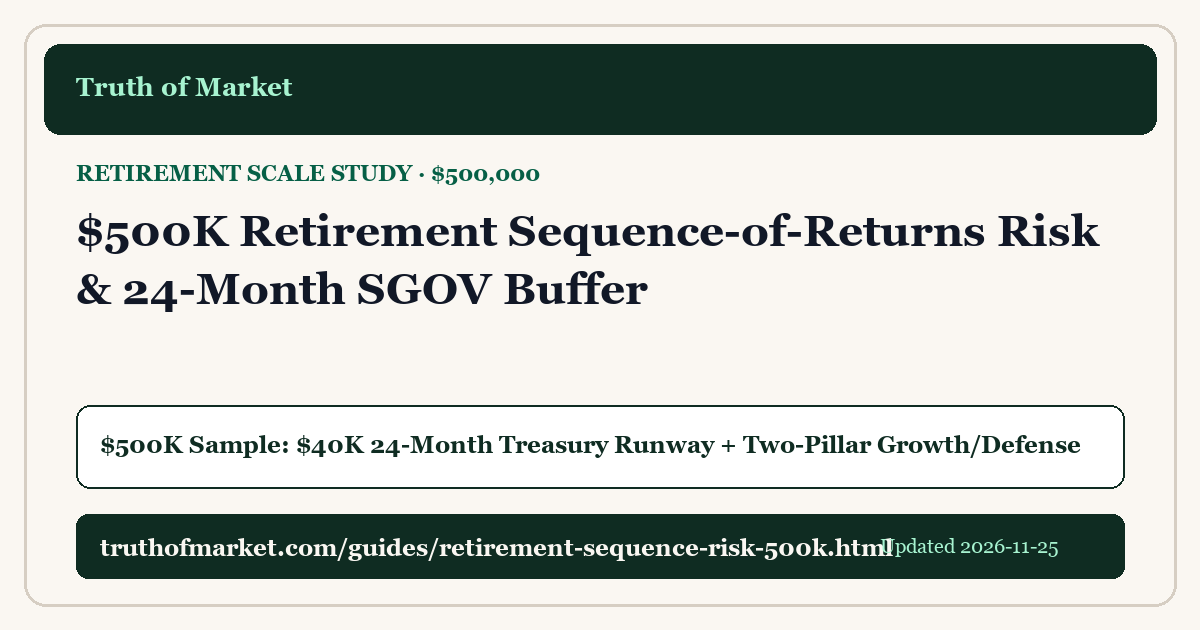 Truth of Market
RETIREMENT SCALE STUDY · $500,000
$500K Retirement Sequence-of-Returns Risk
& 24-Month SGOV Buffer
$500K Sample: $40K 24-Month Treasury Runway + Two-Pillar Growth/Defense
truthofmarket.com/guides/retirement-sequence-risk-500k.html
Updated 2026-11-25